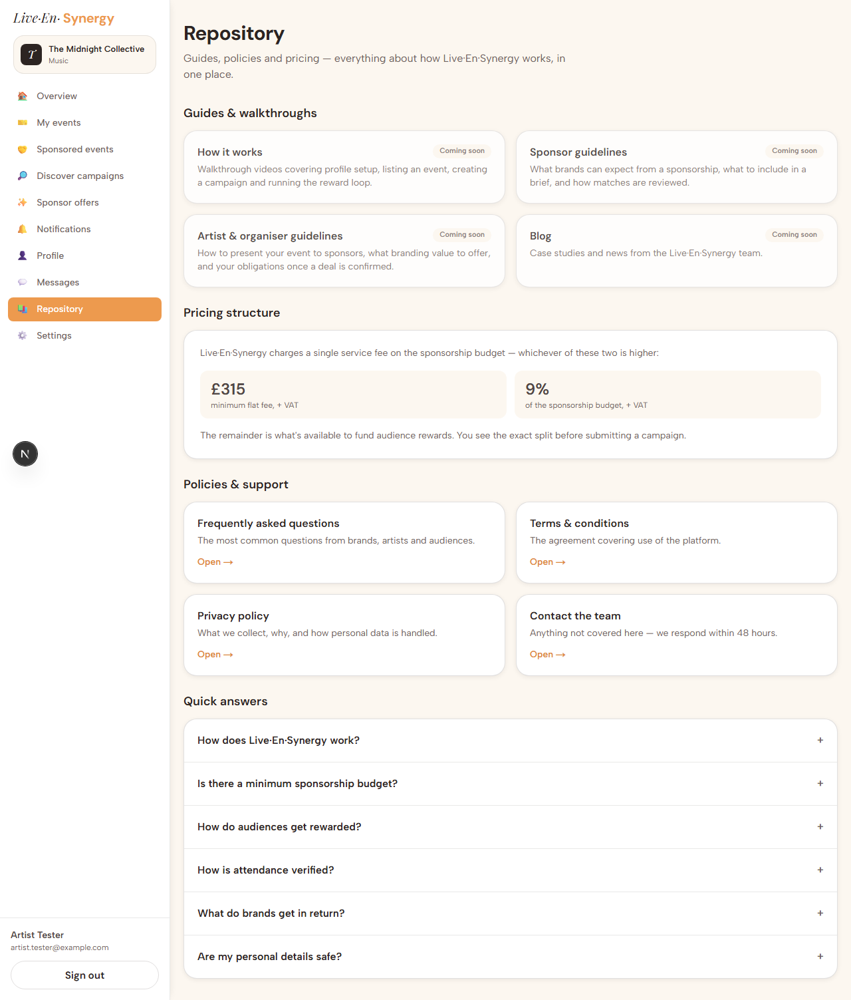 Live·En· Synergy
T
The Midnight Collective
Music
Overview
My events
Sponsored events
Discover campaigns
Sponsor offers
Notifications
Profile
Messages
Repository
Settings
N
Artist Tester
artist.tester@example.com
Sign out
Repository
Guides, policies and pricing — everything about how Live·En·Synergy works, in
one place.
Guides & walkthroughs
How it works
Coming soon
Walkthrough videos covering profile setup, listing an event, creating
a campaign and running the reward loop.
Sponsor guidelines
Coming soon
What brands can expect from a sponsorship, what to include in a
brief, and how matches are reviewed.
Artist & organiser guidelines
Coming soon
How to present your event to sponsors, what branding value to offer,
and your obligations once a deal is confirmed.
Blog
Coming soon
Case studies and news from the Live·En·Synergy team.
Pricing structure
Live·En·Synergy charges a single service fee on the sponsorship budget — whichever of these two is higher:
£315
minimum flat fee, + VAT
9%
of the sponsorship budget, + VAT
The remainder is what's available to fund audience rewards. You see the exact split before submitting a campaign.
Policies & support
Frequently asked questions
The most common questions from brands, artists and audiences.
Open →
Terms & conditions
The agreement covering use of the platform.
Open →
Privacy policy
What we collect, why, and how personal data is handled.
Open →
Contact the team
Anything not covered here — we respond within 48 hours.
Open →
Quick answers
How does Live·En·Synergy work? +
Is there a minimum sponsorship budget? +
How do audiences get rewarded? +
How is attendance verified? +
What do brands get in return? +
Are my personal details safe? +